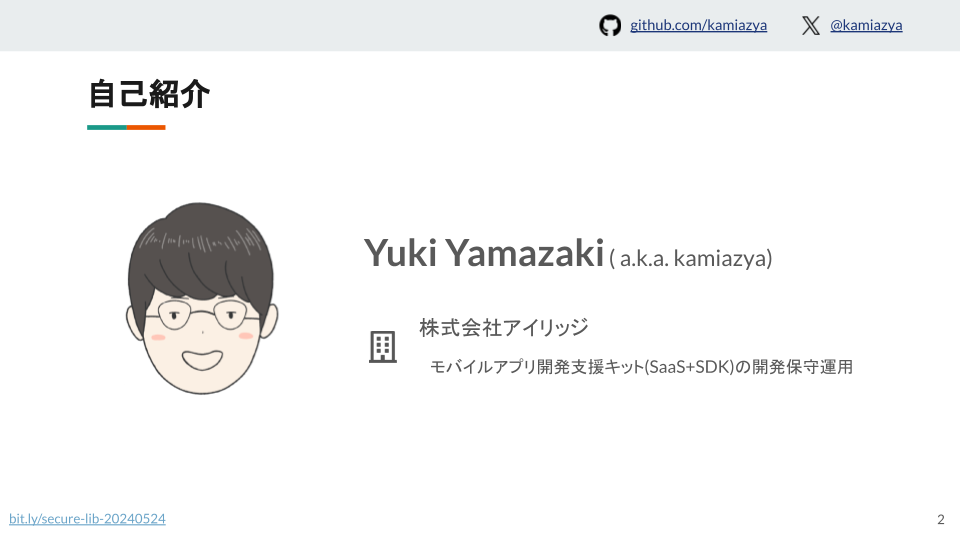 github.com/kamiazya @kamiazya
自己紹介
Yuki Yamazaki ( a.k.a. kamiazya)
株式会社アイリッジ
モバイルアプリ開発支援キット(SaaS+SDK)の開発保守運用
bit.ly/secure-lib-20240524
2